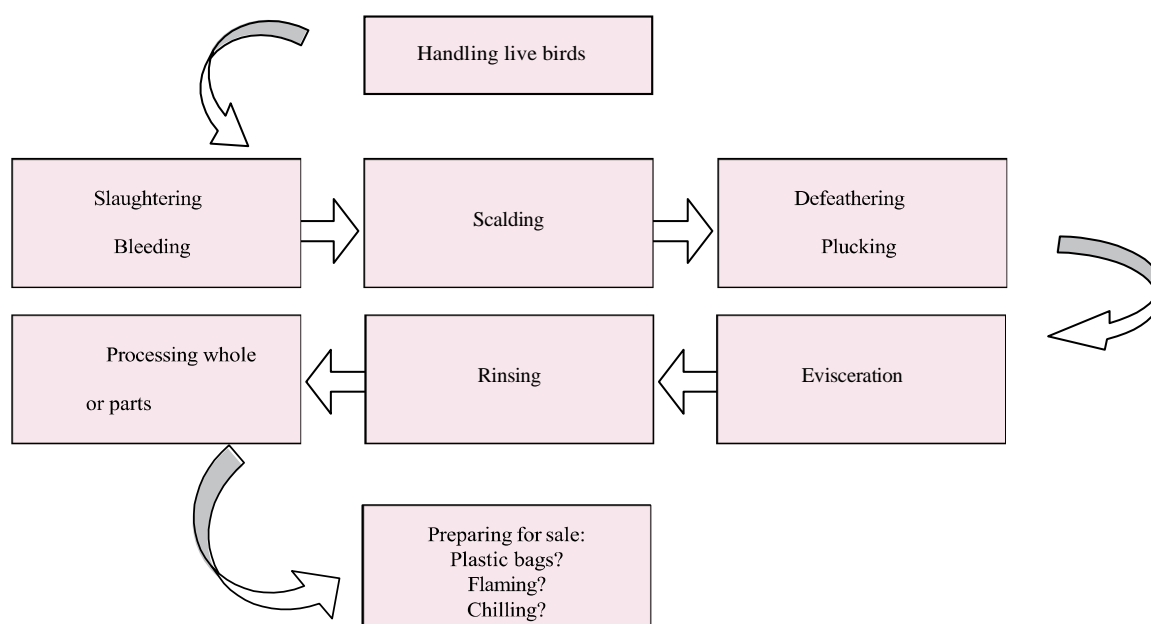 Handling live birds
Slaughtering
Bleeding
Scalding
Defeathering
Plucking
Evisceration
Rinsing
Processing whole
or parts
Preparing for sale:
Plastic bags?
Flaming?
Chilling?